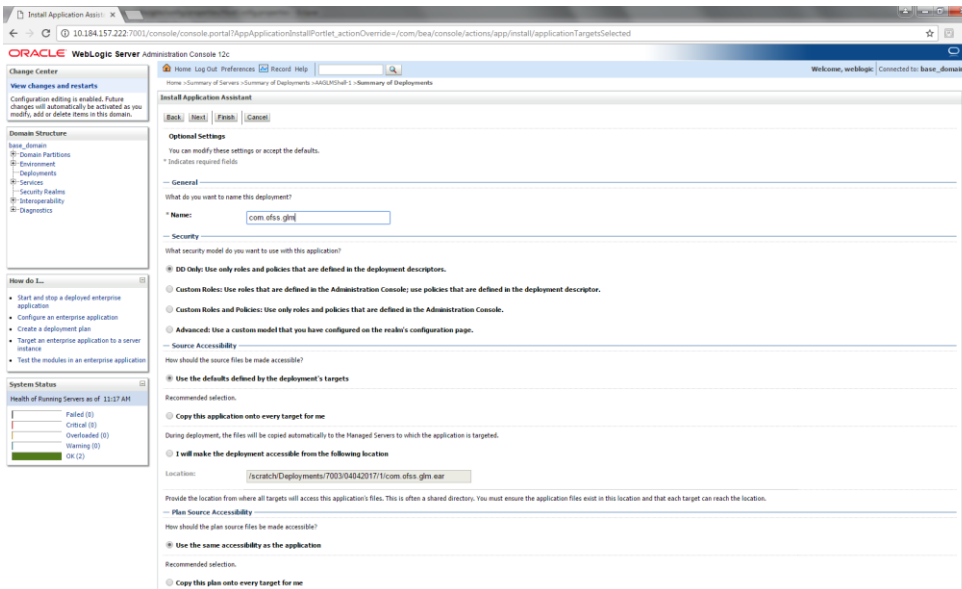 Install Application Assist
10.184.157.222:7001/console/console.portal?AppApplicationInstallPortlet_actionOverride=/com/bea/console/actions/app/install/applicationTargetsSelected
ORACLE WebLogic Server Administration Console 12c
Change Center
View changes and restarts
Configuration editing is enabled. Future
changes will automatically be activated as you
modify, add or delete items in this domain.
Domain Structure
base_domain
Domain Partitions
Environment
Deployments
Services
Security Realms
Interoperability
Diagnostics
How do I...
Start and stop a deployed enterprise
application
Configure an enterprise application
Create a deployment plan
Target an enterprise application to a server
instance
Test the modules in an enterprise application
System Status
Health of Running Servers as of 11:17 AM
Failed (0)
Critical (0)
Overloaded (0)
Warning (0)
OK (2)
Home Log Out Preferences Record Help
Welcome, weblogic Connected to: base_domain
Home >Summary of Servers >Summary of Deployments >AAGLMShell-1 >Summary of Deployments
Install Application Assistant
Back Next Finish Cancel
Optional Settings
You can modify these settings or accept the defaults.
* Indicates required fields
General
What do you want to name this deployment?
* Name: com.ofss.glm
Security
What security model do you want to use with this application?
DD Only: Use only roles and policies that are defined in the deployment descriptors.
Custom Roles: Use roles that are defined in the Administration Console; use policies that are defined in the deployment descriptor.
Custom Roles and Policies: Use only roles and policies that are defined in the Administration Console.
Advanced: Use a custom model that you have configured on the realm's configuration page.
Source Accessibility
How should the source files be made accessible?
Use the defaults defined by the deployment's targets
Recommended selection.
Copy this application onto every target for me
During deployment, the files will be copied automatically to the Managed Servers to which the application is targeted.
I will make the deployment accessible from the following location
Location: /scratch/Deployments/7003/04042017/1/com.ofss.glm.ear
Provide the location from where all targets will access this application's files. This is often a shared directory. You must ensure the application files exist in this location and that each target can reach the location.
Plan Source Accessibility
How should the plan source files be made accessible?
Use the same accessibility as the application
Recommended selection.
Copy this plan onto every target for me